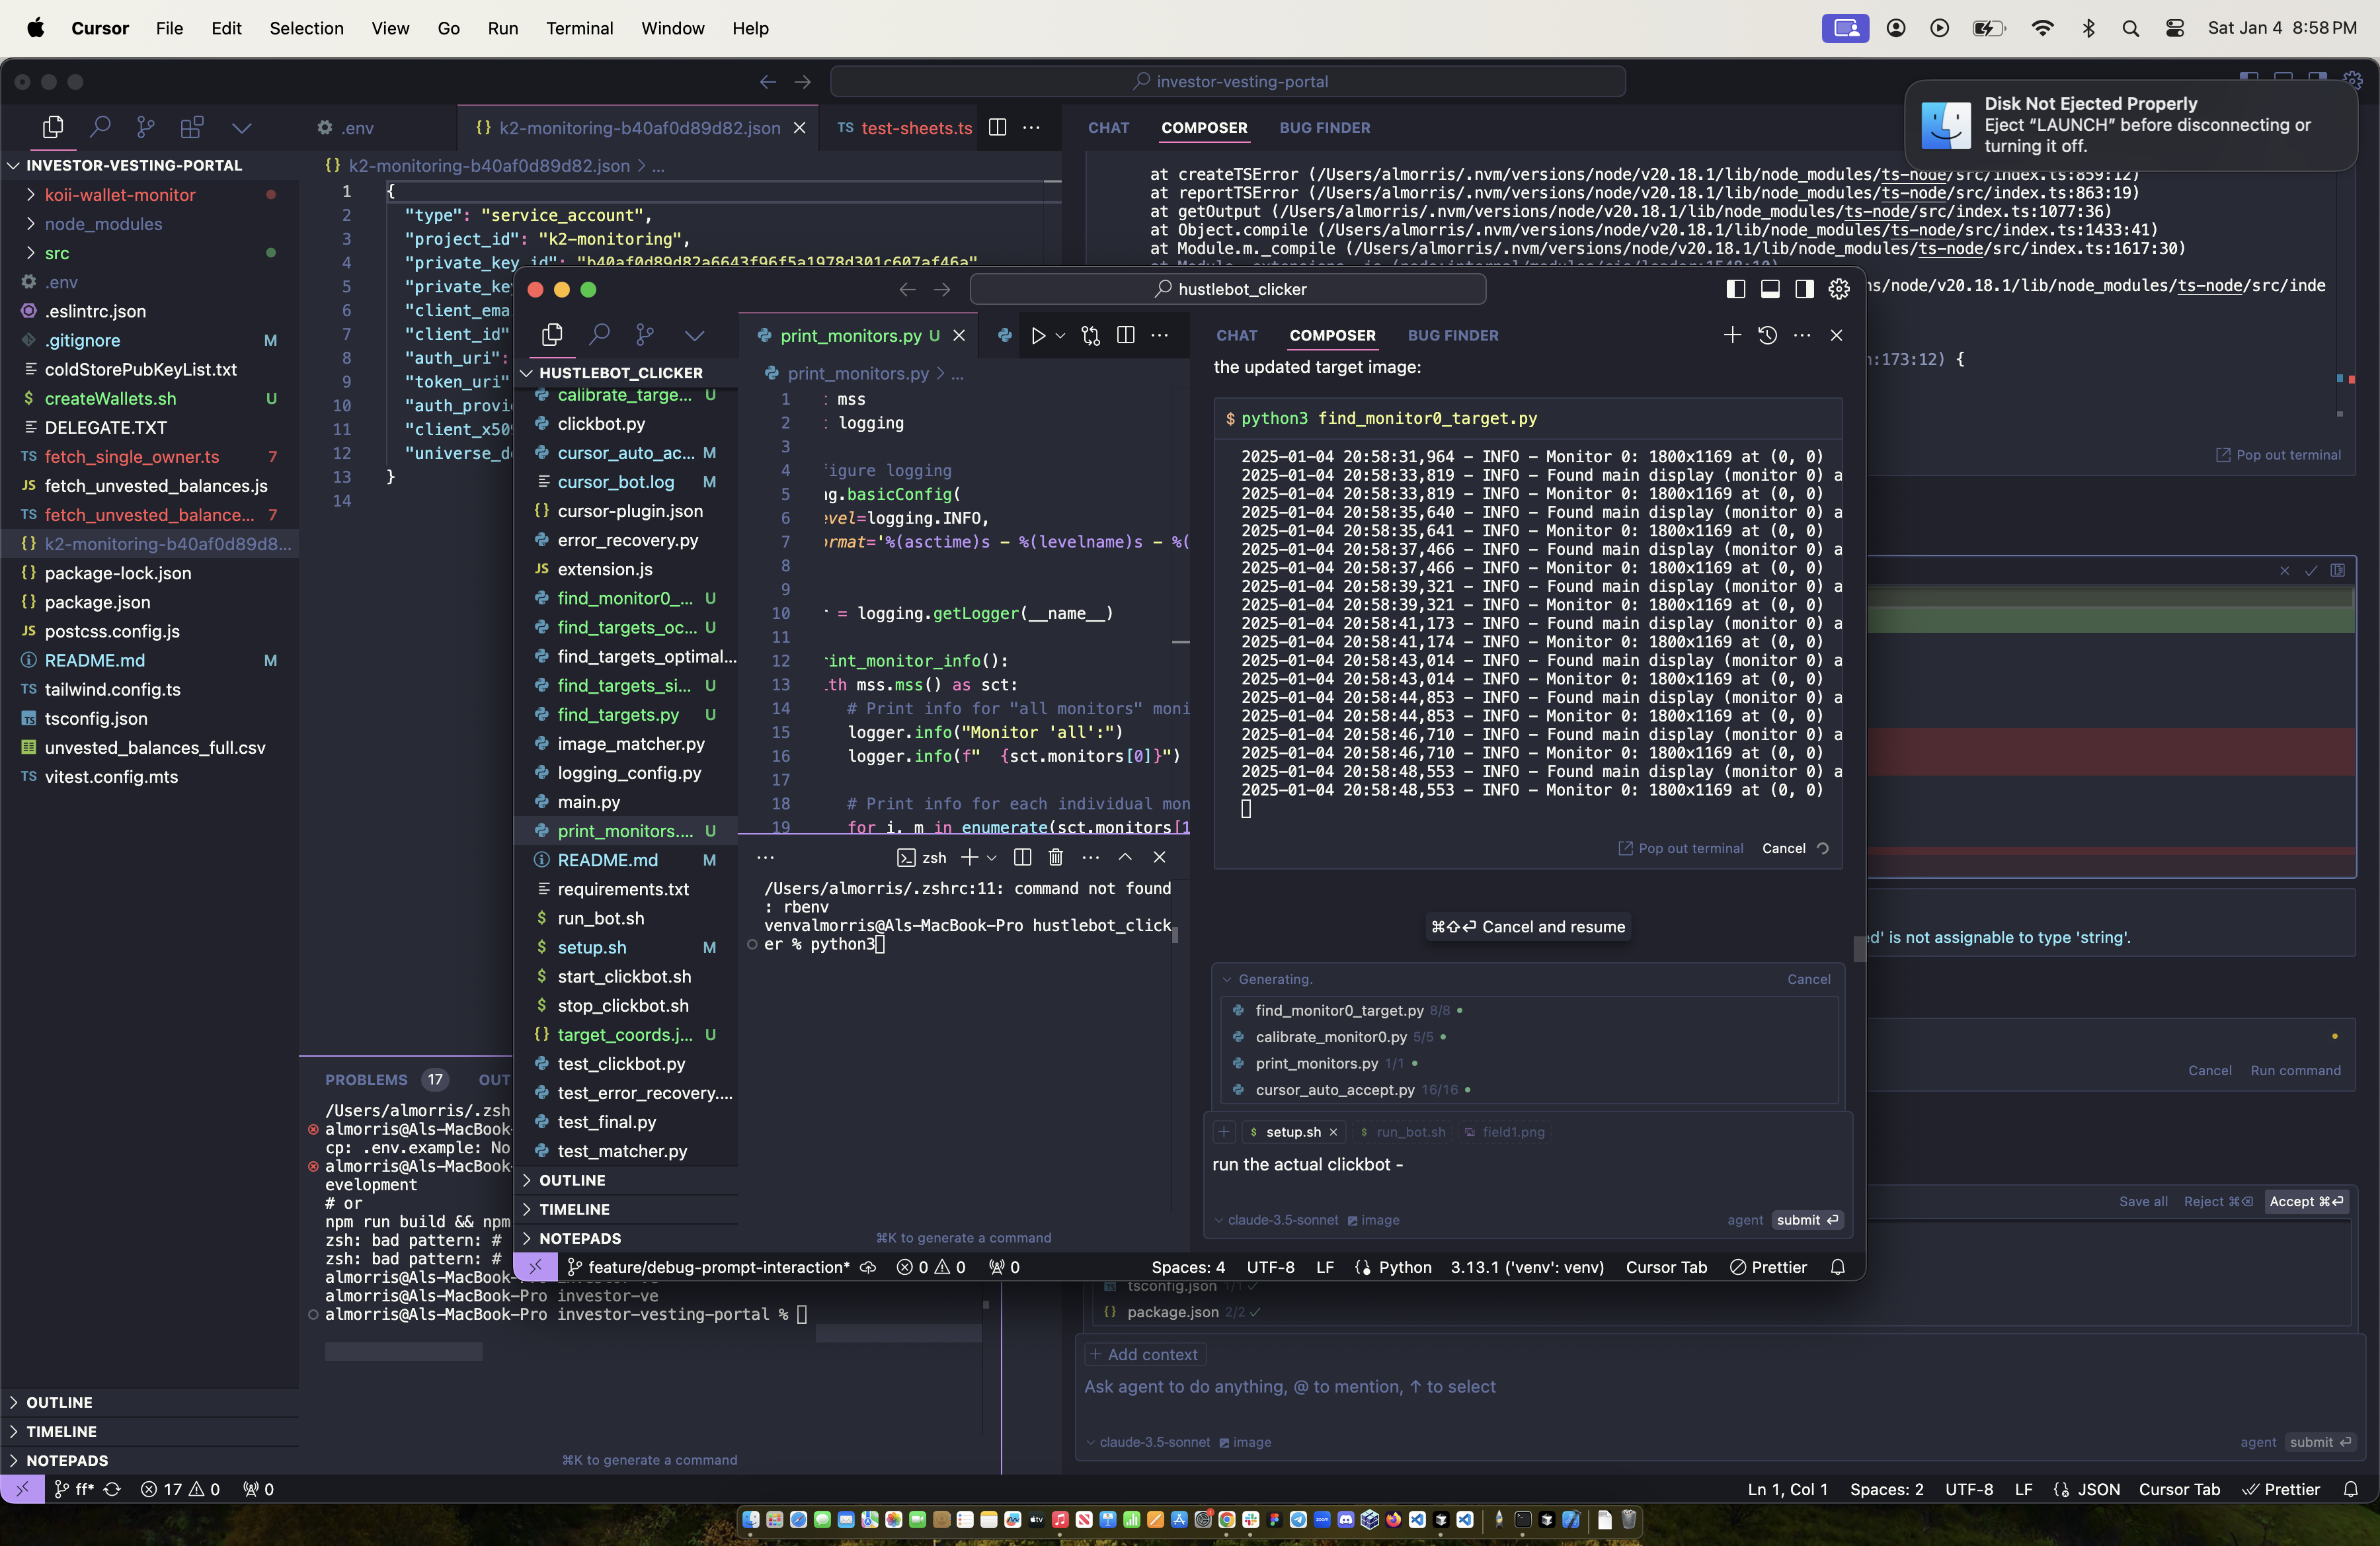 Cursor File Edit Selection View Go Run Terminal Window Help
Sat Jan 4 8:58 PM
investor-vesting-portal
Disk Not Ejected Properly
Eject “LAUNCH” before disconnecting or
turning it off.
.env
k2-monitoring-b40af0d89d82.json
TS test-sheets.ts
CHAT COMPOSER BUG FINDER
INVESTOR-VESTING-PORTAL
koii-wallet-monitor
node_modules
src
.env
.eslintrc.json
.gitignore M
coldStorePubKeyList.txt
createWallets.sh U
DELEGATE.TXT
TS fetch_single_owner.ts 7
JS fetch_unvested_balances.js
TS fetch_unvested_balance... 7
k2-monitoring-b40af0d89d8...
package-lock.json
package.json
JS postcss.config.js
README.md M
TS tailwind.config.ts
tsconfig.json
unvested_balances_full.csv
TS vitest.config.mts
OUTLINE
TIMELINE
NOTEPADS
k2-monitoring-b40af0d89d82.json > ...
1 {
2 "type": "service_account",
3 "project_id": "k2-monitoring",
4 "private_key_id": "b40af0d89d82a6643f96f5a1978d301c607af46a"
5 "private_key
6 "client_emai
7 "client_id"
8 "auth_uri":
9 "token_uri"
10 "auth_provi
11 "client_x509
12 "universe_do
13 }
14
at createTSError (/Users/almorris/.nvm/versions/node/v20.18.1/lib/node_modules/ts-node/src/index.ts:859:12)
at reportTSError (/Users/almorris/.nvm/versions/node/v20.18.1/lib/node_modules/ts-node/src/index.ts:863:19)
at getOutput (/Users/almorris/.nvm/versions/node/v20.18.1/lib/node_modules/ts-node/src/index.ts:1077:36)
at Object.compile (/Users/almorris/.nvm/versions/node/v20.18.1/lib/node_modules/ts-node/src/index.ts:1433:41)
at Module.m._compile (/Users/almorris/.nvm/versions/node/v20.18.1/lib/node_modules/ts-node/src/index.ts:1617:30)
ns/node/v20.18.1/lib/node_modules/ts-node/src/inde
n:173:12) {
Pop out terminal
ed' is not assignable to type 'string'.
Cancel Run command
Save all Reject ⌘⌫ Accept ⌘⏎
tsconfig.json 1/1 ✓
package.json 2/2 ✓
+ Add context
Ask agent to do anything, @ to mention, ↑ to select
claude-3.5-sonnet image
agent submit ⏎
PROBLEMS 17 OUT
/Users/almorris/.zsh
almorris@Als-MacBook-
cp: .env.example: No
almorris@Als-MacBook-
evelopment
# or
npm run build && npm
zsh: bad pattern: #
zsh: bad pattern: #
almorris@Als-MacBook-
almorris@Als-MacBook-Pro investor-ve
almorris@Als-MacBook-Pro investor-vesting-portal %
⌘K to generate a command
ff* 17 0 0
Ln 1, Col 1 Spaces: 2 UTF-8 LF JSON Cursor Tab Prettier
hustlebot_clicker
print_monitors.py U
CHAT COMPOSER BUG FINDER
HUSTLEBOT_CLICKER
calibrate_targe... U
clickbot.py
cursor_auto_ac... M
cursor_bot.log M
cursor-plugin.json
error_recovery.py
JS extension.js
find_monitor0_... U
find_targets_oc... U
find_targets_optimal...
find_targets_si... U
find_targets.py U
image_matcher.py
logging_config.py
main.py
print_monitors.... U
README.md M
requirements.txt
$ run_bot.sh
$ setup.sh M
$ start_clickbot.sh
$ stop_clickbot.sh
target_coords.j... U
test_clickbot.py
test_error_recovery....
test_final.py
test_matcher.py
OUTLINE
TIMELINE
NOTEPADS
print_monitors.py > ...
1 : mss
2 : logging
3
4 figure logging
5 ng.basicConfig(
6 evel=logging.INFO,
7 ormat='%(asctime)s - %(levelname)s - %(
8
9
10 r = logging.getLogger(__name__)
11
12 rint_monitor_info():
13 ith mss.mss() as sct:
14 # Print info for "all monitors" moni
15 logger.info("Monitor 'all':")
16 logger.info(f" {sct.monitors[0]}")
17
18 # Print info for each individual mon
19 for i, m in enumerate(sct.monitors[1
zsh
/Users/almorris/.zshrc:11: command not found
: rbenv
venvalmorris@Als-MacBook-Pro hustlebot_click
er % python3
⌘K to generate a command
the updated target image:
$ python3 find_monitor0_target.py
2025-01-04 20:58:31,964 - INFO - Monitor 0: 1800x1169 at (0, 0)
2025-01-04 20:58:33,819 - INFO - Found main display (monitor 0) a
2025-01-04 20:58:33,819 - INFO - Monitor 0: 1800x1169 at (0, 0)
2025-01-04 20:58:35,640 - INFO - Found main display (monitor 0) a
2025-01-04 20:58:35,641 - INFO - Monitor 0: 1800x1169 at (0, 0)
2025-01-04 20:58:37,466 - INFO - Found main display (monitor 0) a
2025-01-04 20:58:37,466 - INFO - Monitor 0: 1800x1169 at (0, 0)
2025-01-04 20:58:39,321 - INFO - Found main display (monitor 0) a
2025-01-04 20:58:39,321 - INFO - Monitor 0: 1800x1169 at (0, 0)
2025-01-04 20:58:41,173 - INFO - Found main display (monitor 0) a
2025-01-04 20:58:41,174 - INFO - Monitor 0: 1800x1169 at (0, 0)
2025-01-04 20:58:43,014 - INFO - Found main display (monitor 0) a
2025-01-04 20:58:43,014 - INFO - Monitor 0: 1800x1169 at (0, 0)
2025-01-04 20:58:44,853 - INFO - Found main display (monitor 0) a
2025-01-04 20:58:44,853 - INFO - Monitor 0: 1800x1169 at (0, 0)
2025-01-04 20:58:46,710 - INFO - Found main display (monitor 0) a
2025-01-04 20:58:46,710 - INFO - Monitor 0: 1800x1169 at (0, 0)
2025-01-04 20:58:48,553 - INFO - Found main display (monitor 0) a
2025-01-04 20:58:48,553 - INFO - Monitor 0: 1800x1169 at (0, 0)
Pop out terminal Cancel
⌘⇧⏎ Cancel and resume
Generating. Cancel
find_monitor0_target.py 8/8
calibrate_monitor0.py 5/5
print_monitors.py 1/1
cursor_auto_accept.py 16/16
+ $ setup.sh × $ run_bot.sh field1.png
run the actual clickbot -
claude-3.5-sonnet image
agent submit ⏎
feature/debug-prompt-interaction* 0 0 0
Spaces: 4 UTF-8 LF Python 3.13.1 ('venv': venv) Cursor Tab Prettier